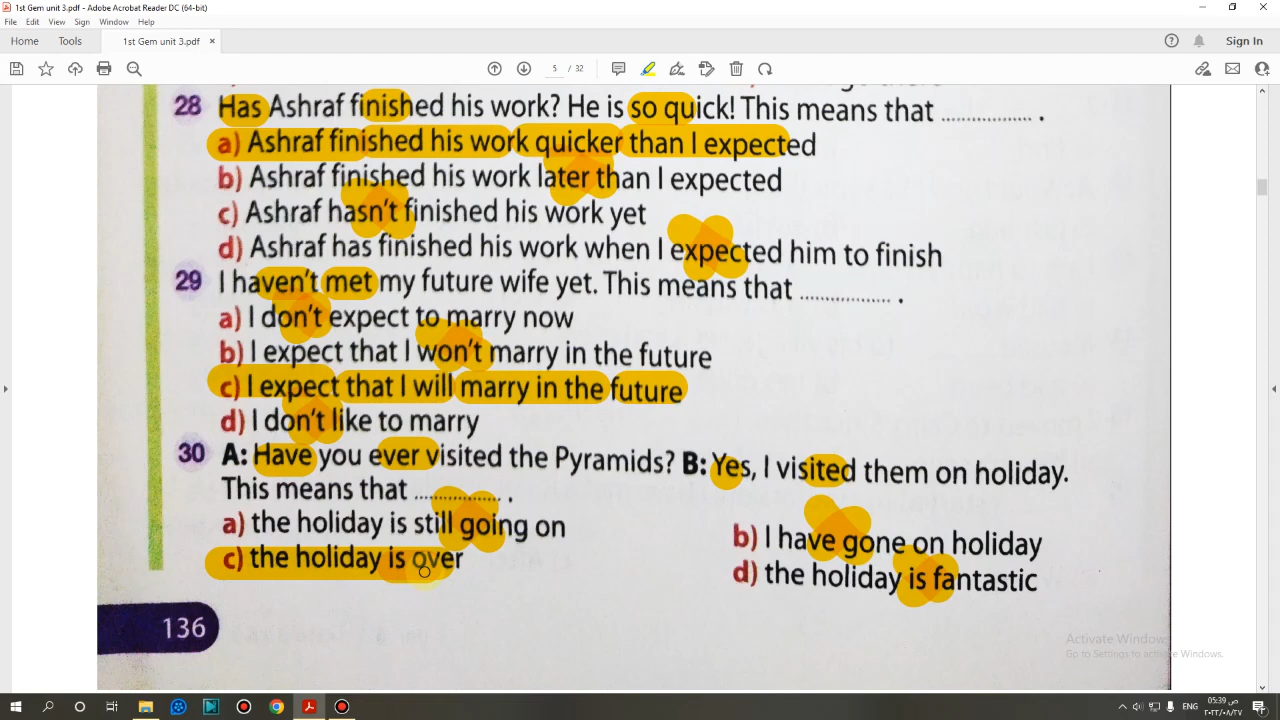 1st Gem unit 3.pdf - Adobe Acrobat Reader DC (64-bit)
File Edit View Sign Window Help
Home Tools 1st Gem unit 3.pdf × Sign In
5 / 32
28 Has Ashraf finished his work? He is so quick! This means that .................. .
a) Ashraf finished his work quicker than I expected
b) Ashraf finished his work later than I expected
c) Ashraf hasn't finished his work yet
d) Ashraf has finished his work when I expected him to finish
29 I haven't met my future wife yet. This means that .................. .
a) I don't expect to marry now
b) I expect that I won't marry in the future
c) I expect that I will marry in the future
d) I don't like to marry
30 A: Have you ever visited the Pyramids? B: Yes, I visited them on holiday.
This means that .................. .
a) the holiday is still going on b) I have gone on holiday
c) the holiday is over d) the holiday is fantastic
136
Activate Windows
Go to Settings to activate Windows.
ENG
05:39 ص
٢٠٢٢/٠٨/٢٧